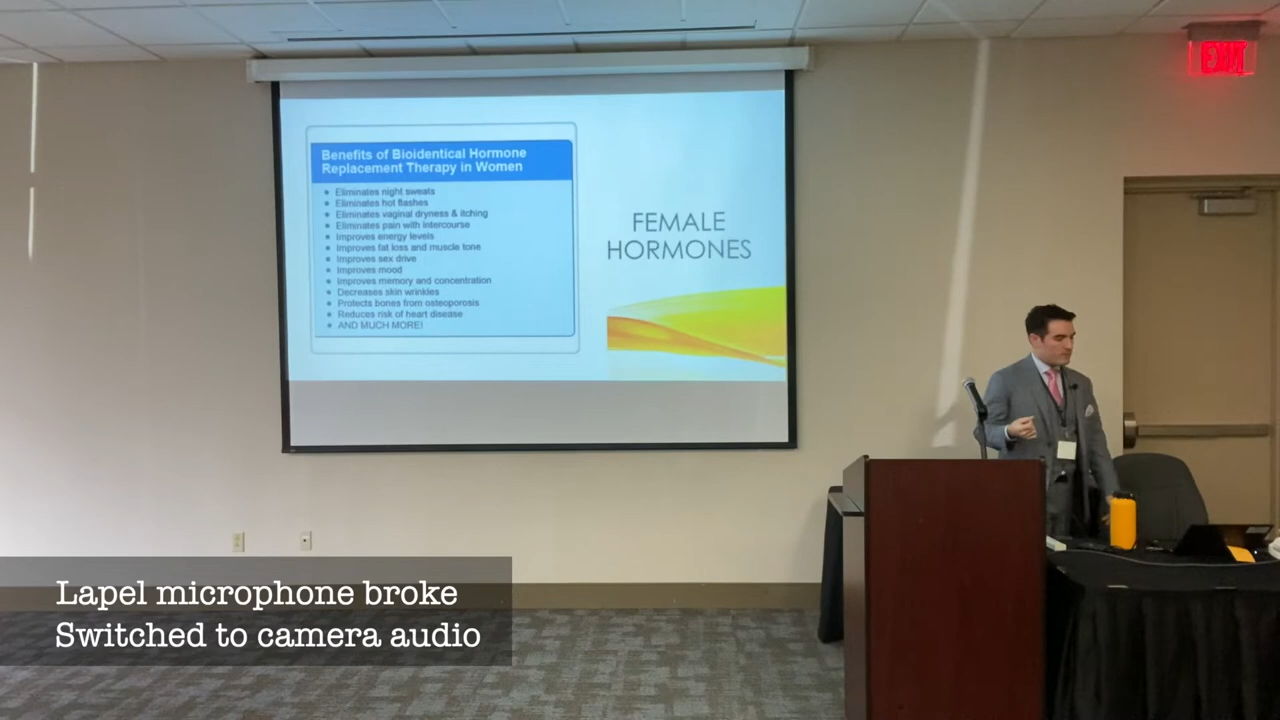 EXIT
Benefits of Bioidentical Hormone
Replacement Therapy in Women
Eliminates night sweats
Eliminates hot flashes
Eliminates vaginal dryness & itching
Eliminates pain with intercourse
Improves energy levels
Improves fat loss and muscle tone
Improves sex drive
Improves mood
Improves memory and concentration
Decreases skin wrinkles
Protects bones from osteoporosis
Reduces risk of heart disease
AND MUCH MORE!
FEMALE
HORMONES
Lapel microphone broke
Switched to camera audio